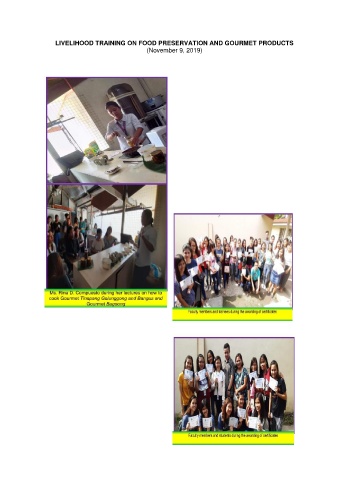 LIVELIHOOD TRAINING ON FOOD PRESERVATION AND GOURMET PRODUCTS
(November 9, 2019)
Ms. Rina D. Compuesto during her lectures on how to
cook Gourmet Tinapang Galunggong and Bangus and
Gourmet Bagoong
Faculty members and trainees during the awarding of certificates
Faculty members and students during the awarding of certificates